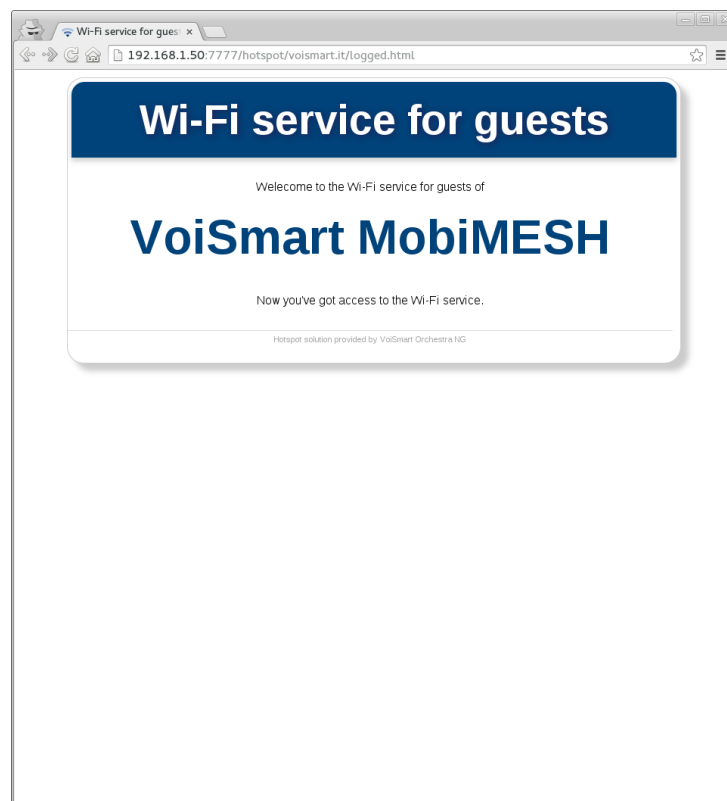 Wi-Fi service for gues
192.168.1.50:7777/hotspot/voismart.it/logged.html
Wi-Fi service for guests
Welcome to the Wi-Fi service for guests of
VoiSmart MobiMESH
Now you've got access to the Wi-Fi service.
Hotspot solution provided by VoiSmart Orchestra NG